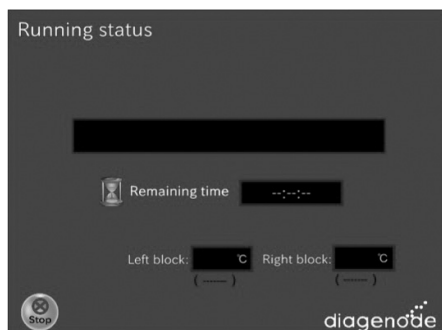 Running status
Remaining time --:--:--
Left block: ℃ Right block: ℃
( ------- ) ( ------- )
Stop
diagenode